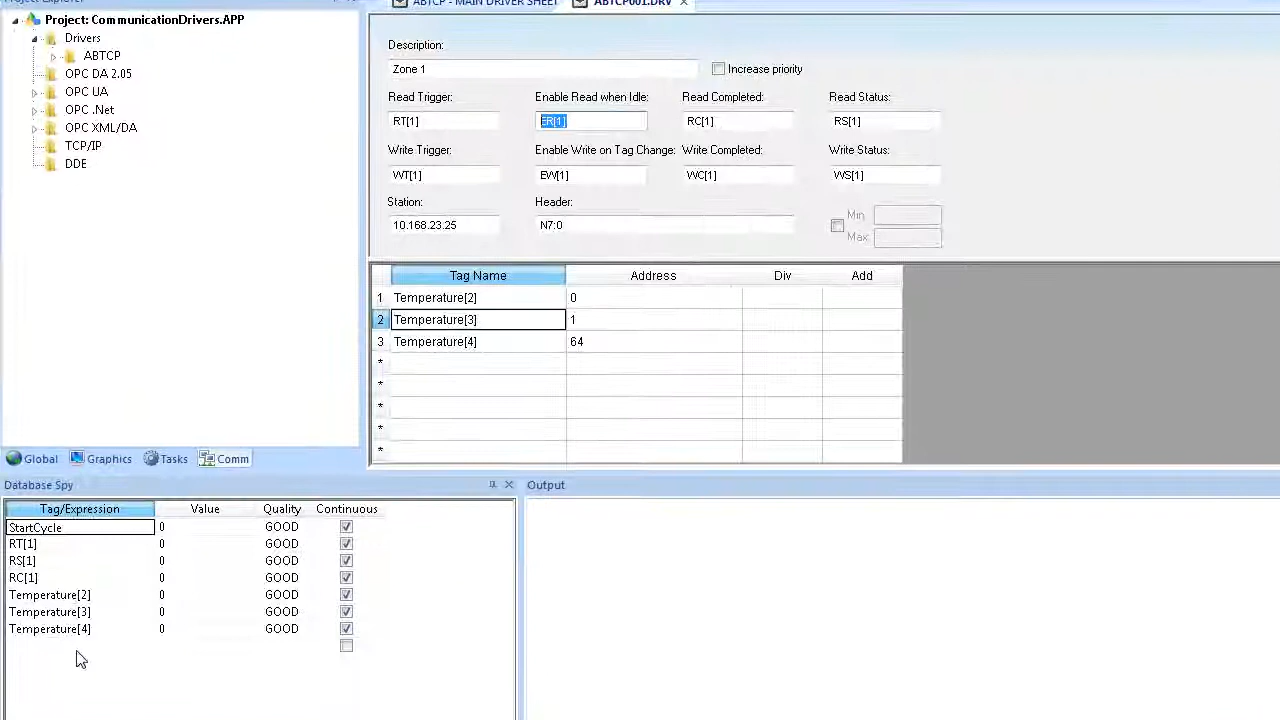 Project Explorer
Project: CommunicationDrivers.APP
Drivers
ABTCP
OPC DA 2.05
OPC UA
OPC .Net
OPC XML/DA
TCP/IP
DDE
Global Graphics Tasks Comm
ABTCP - MAIN DRIVER SHEET ABTCP001.DRV
Description:
Zone 1 Increase priority
Read Trigger: Enable Read when Idle: Read Completed: Read Status:
RT[1] ER[1] RC[1] RS[1]
Write Trigger: Enable Write on Tag Change: Write Completed: Write Status:
WT[1] EW[1] WC[1] WS[1]
Station: Header:
10.168.23.25 N7:0
Min
Max:
Tag Name Address Div Add
1 Temperature[2] 0
2 Temperature[3] 1
3 Temperature[4] 64
*
*
*
*
*
Database Spy
Tag/Expression Value Quality Continuous
StartCycle 0 GOOD
RT[1] 0 GOOD
RS[1] 0 GOOD
RC[1] 0 GOOD
Temperature[2] 0 GOOD
Temperature[3] 0 GOOD
Temperature[4] 0 GOOD
Output